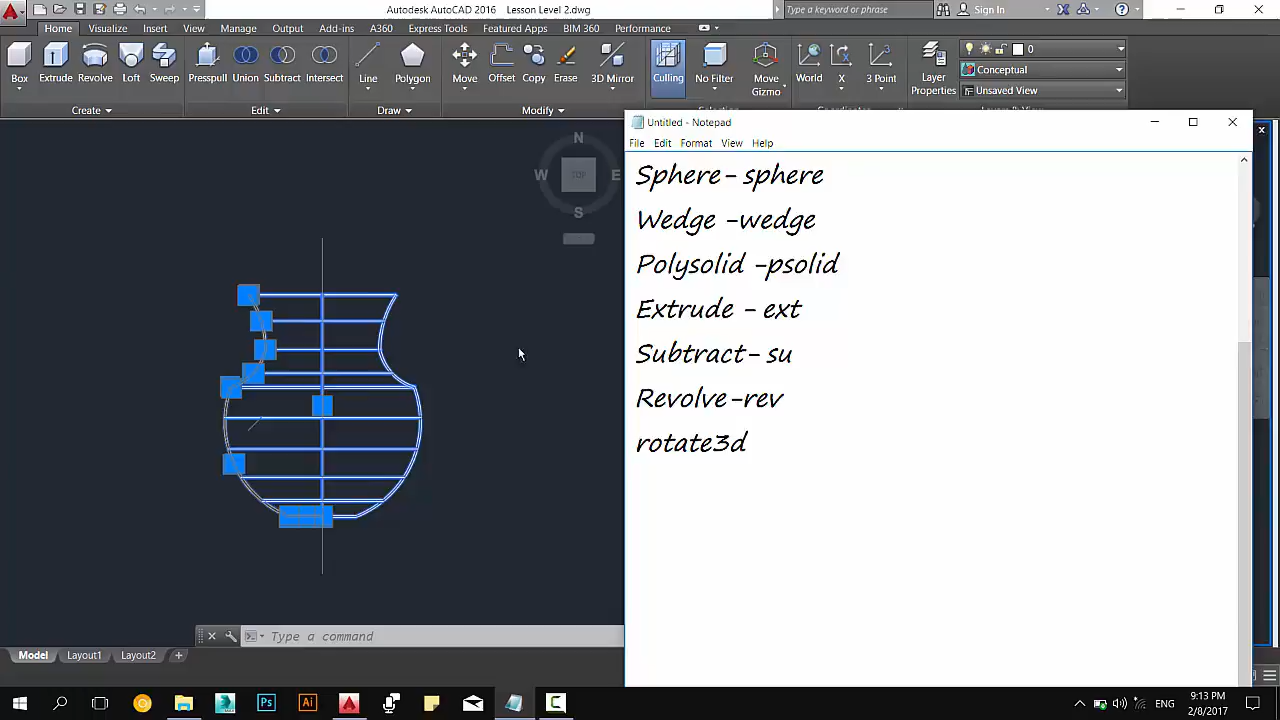 Autodesk AutoCAD 2016 Lesson Level 2.dwg
Type a keyword or phrase
Sign In
Home Visualize Insert View Manage Output Add-ins A360 Express Tools Featured Apps BIM 360 Performance
Box Extrude Revolve Loft Sweep Presspull Union Subtract Intersect Line Polygon Move Offset Copy Erase 3D Mirror Culling No Filter Move Gizmo World X 3 Point Layer Properties
0
Conceptual
Unsaved View
Create Edit Draw Modify
Untitled - Notepad
File Edit Format View Help
Sphere- sphere
Wedge -wedge
Polysolid -psolid
Extrude - ext
Subtract- su
Revolve-rev
rotate3d
N
W TOP E
S
Type a command
Model Layout1 Layout2
Ps Ai
ENG
9:13 PM
2/8/2017